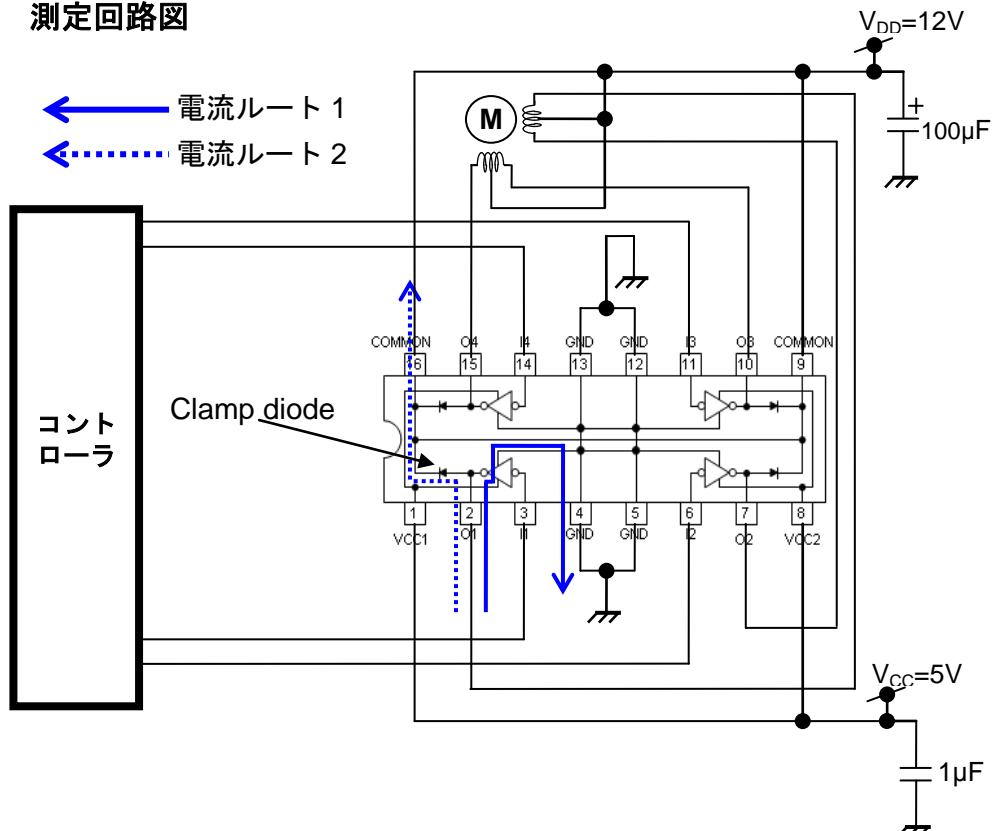 測定回路図
V_DD=12V
電流ルート 1
電流ルート 2
M
+
100µF
COMMON O4 I4 GND GND I3 O3 COMMON
16 15 14 13 12 11 10 9
Clamp diode
コント
ローラ
1 2 3 4 5 6 7 8
VCC1 O1 I1 GND GND I2 O2 VCC2
V_CC=5V
1µF